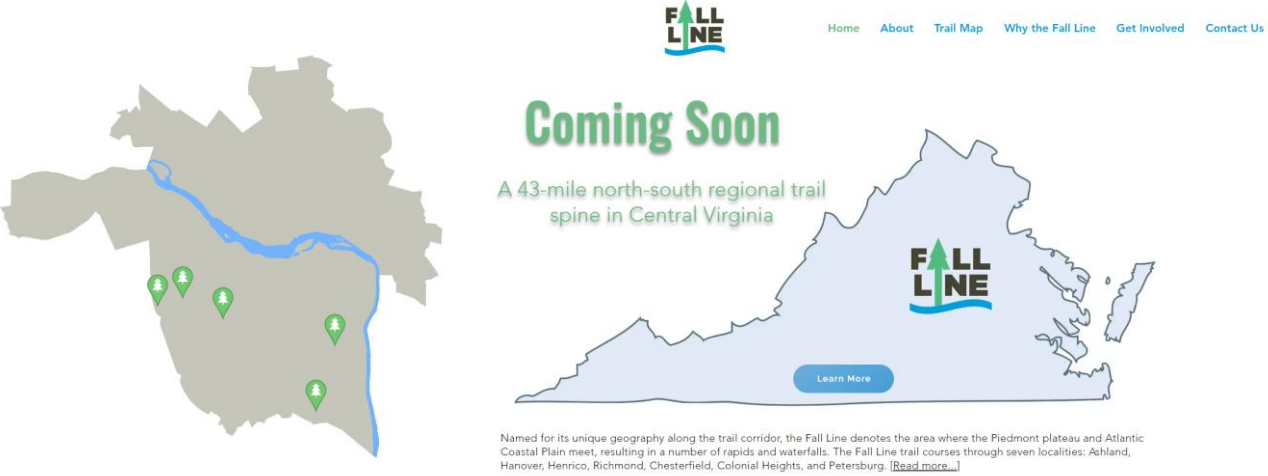 FALL
LINE
Home About Trail Map Why the Fall Line Get Involved Contact Us
Coming Soon
A 43-mile north-south regional trail
spine in Central Virginia
FALL
LINE
Learn More
Named for its unique geography along the trail corridor, the Fall Line denotes the area where the Piedmont plateau and Atlantic
Coastal Plain meet, resulting in a number of rapids and waterfalls. The Fall Line trail courses through seven localities: Ashland,
Hanover, Henrico, Richmond, Chesterfield, Colonial Heights, and Petersburg. [Read more...]